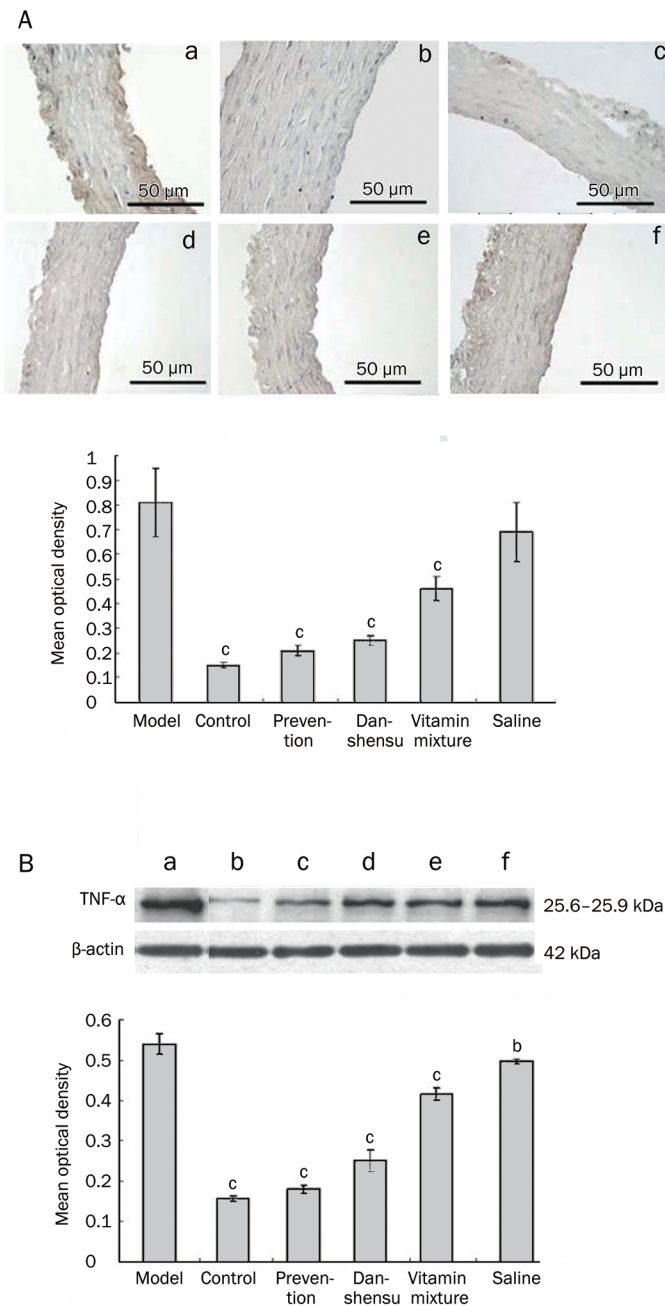 A
a
b
c
50 µm
50 µm
50 µm
d
e
f
50 µm
50 µm
50 µm
1
0.9
0.8
0.7
0.6
0.5
0.4
0.3
0.2
0.1
0
Mean optical density
c
c
c
c
Model Control Preven- Dan- Vitamin Saline
tion shensu mixture
B
a b c d e f
TNF-α
25.6–25.9 kDa
β-actin
42 kDa
0.6
0.5
0.4
0.3
0.2
0.1
0
Mean optical density
c
c
c
c
b
Model Control Preven- Dan- Vitamin Saline
tion shensu mixture